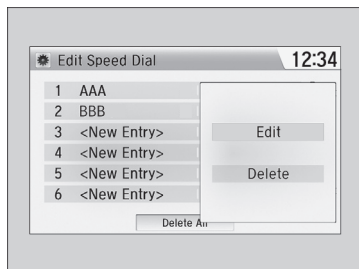 Edit Speed Dial 12:34
1 AAA
2 BBB
3 <New Entry>
4 <New Entry>
5 <New Entry>
6 <New Entry>
Edit
Delete
Delete All